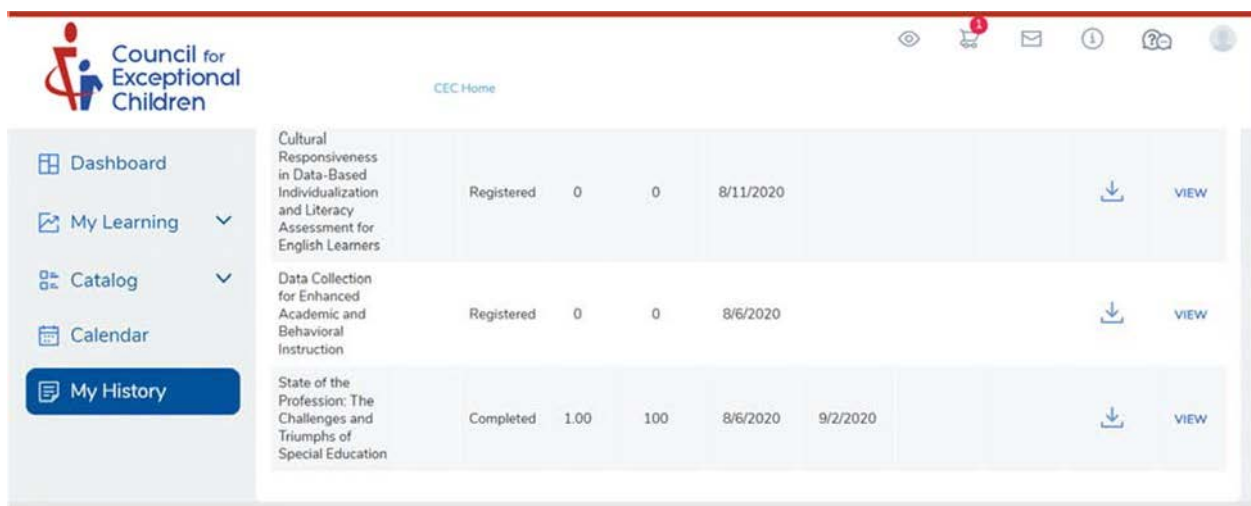 1
Council for
Exceptional
Children
CEC Home
Dashboard
My Learning
Catalog
Calendar
My History
Cultural
Responsiveness
in Data-Based
Individualization
and Literacy
Assessment for
English Learners
Registered 0 0 8/11/2020 VIEW
Data Collection
for Enhanced
Academic and
Behavioral
Instruction
Registered 0 0 8/6/2020 VIEW
State of the
Profession: The
Challenges and
Triumphs of
Special Education
Completed 1.00 100 8/6/2020 9/2/2020 VIEW